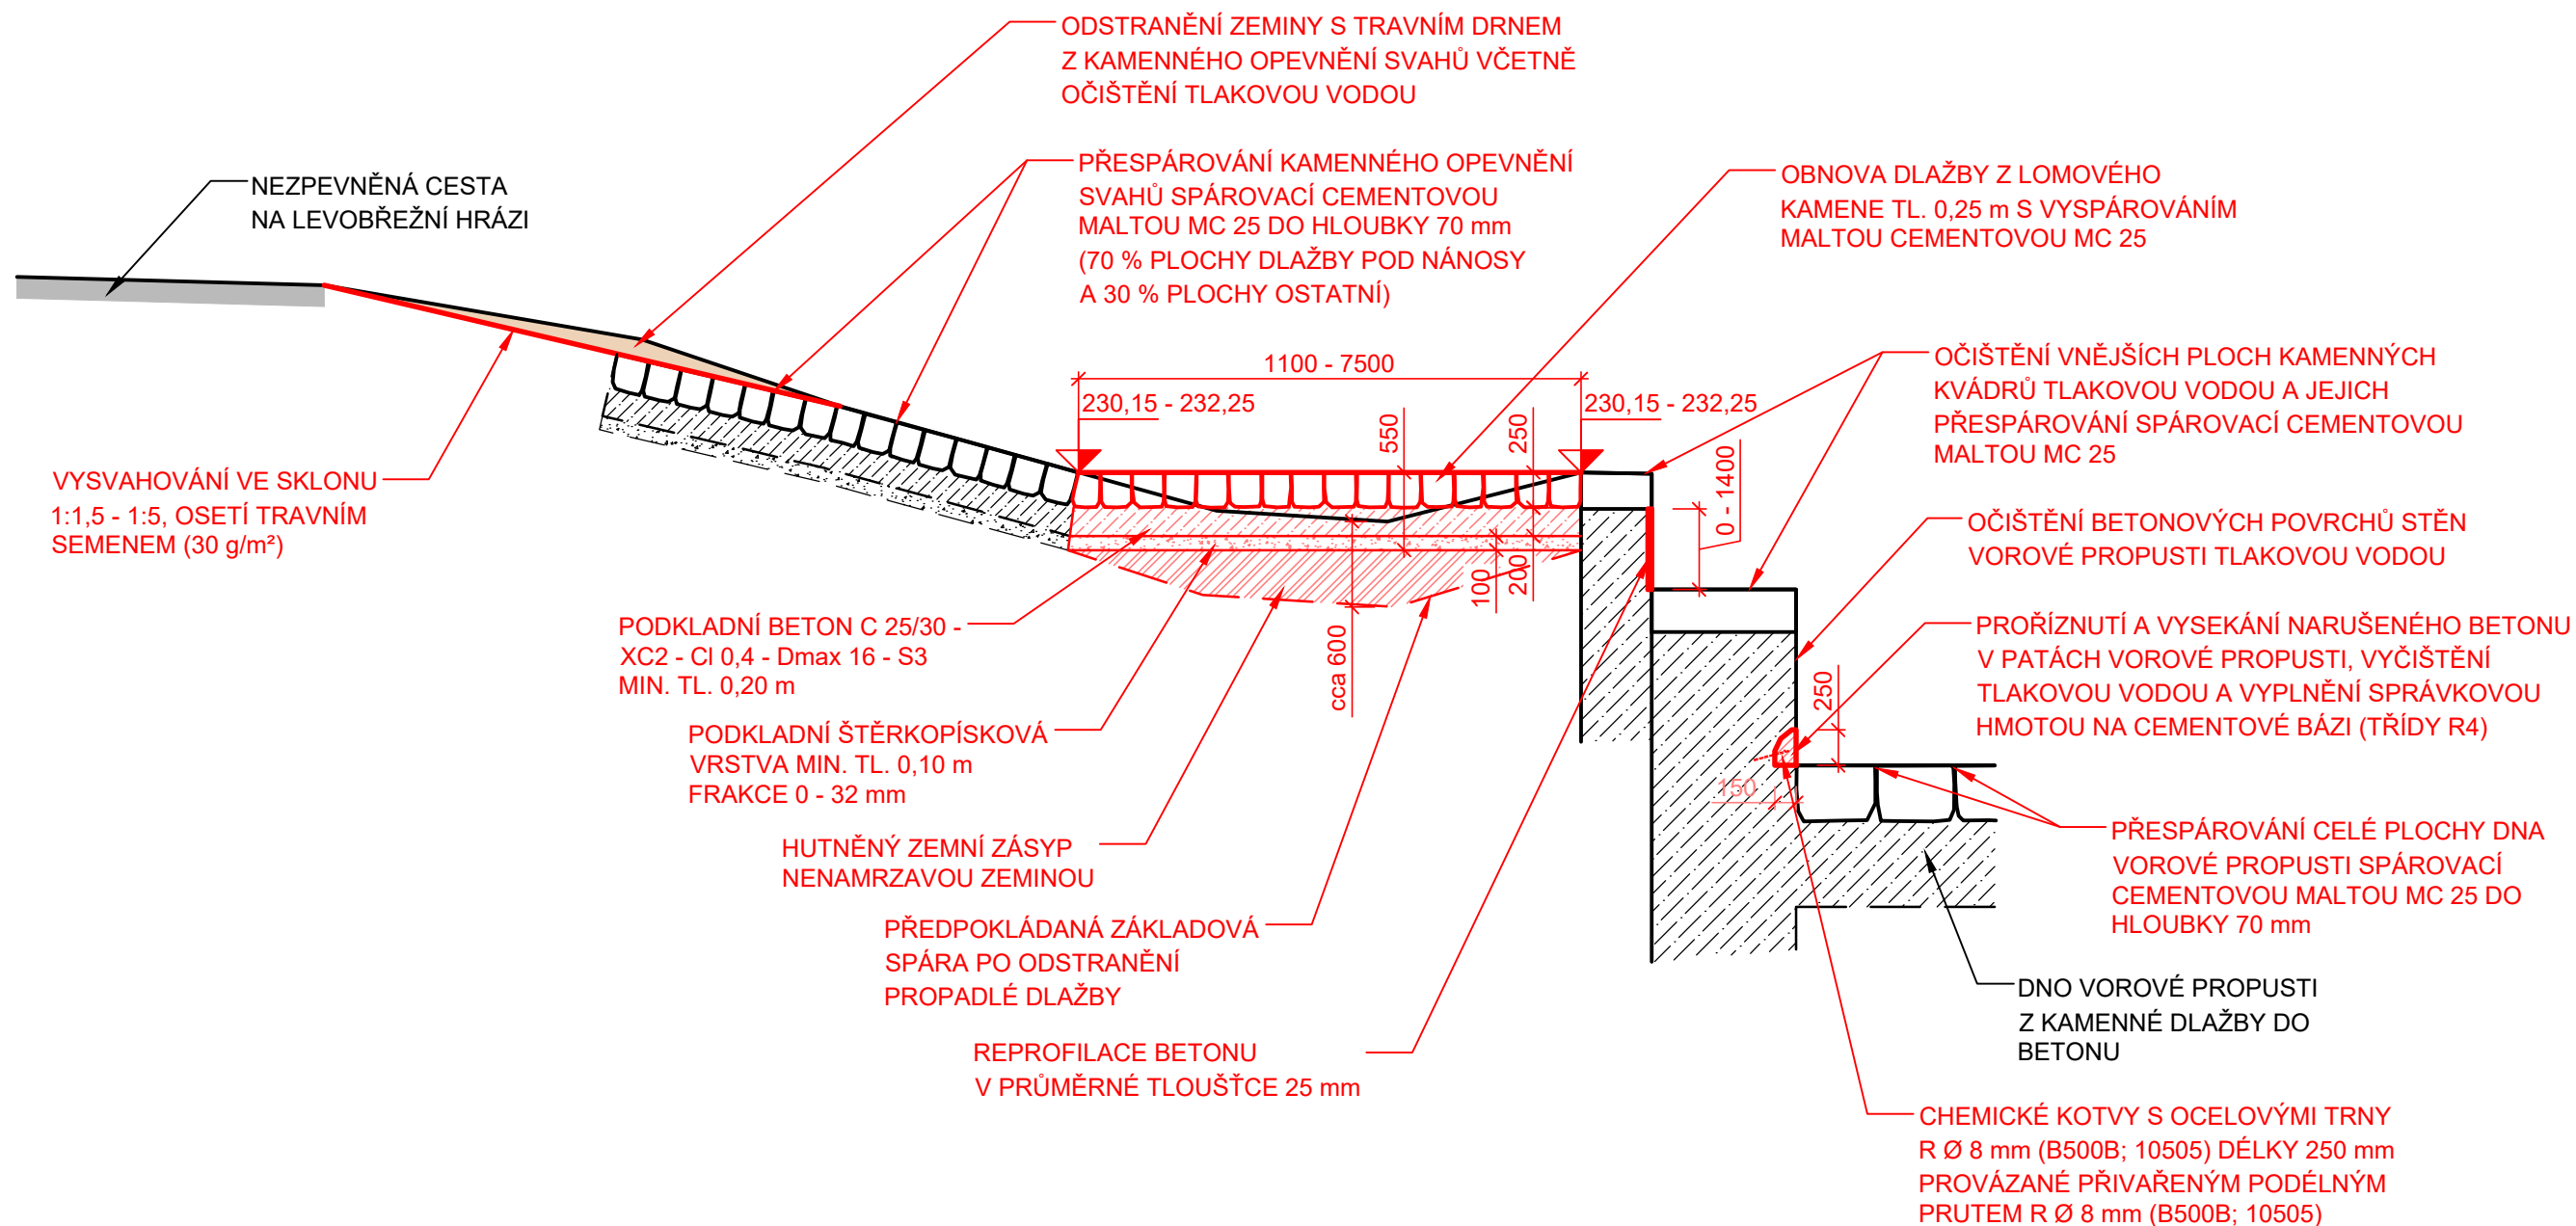 ODSTRANĚNÍ ZEMINY S TRAVNÍM DRNEM
Z KAMENNÉHO OPEVNĚNÍ SVAHŮ VČETNĚ
OČIŠTĚNÍ TLAKOVOU VODOU
NEZPEVNĚNÁ CESTA
NA LEVOBŘEŽNÍ HRÁZI
PŘESPÁROVÁNÍ KAMENNÉHO OPEVNĚNÍ
SVAHŮ SPÁROVACÍ CEMENTOVOU
MALTOU MC 25 DO HLOUBKY 70 mm
(70 % PLOCHY DLAŽBY POD NÁNOSY
A 30 % PLOCHY OSTATNÍ)
OBNOVA DLAŽBY Z LOMOVÉHO
KAMENE TL. 0,25 m S VYSPÁROVÁNÍM
MALTOU CEMENTOVOU MC 25
1100 - 7500
230,15 - 232,25
230,15 - 232,25
550
250
0 - 1400
100
200
cca 600
OČIŠTĚNÍ VNĚJŠÍCH PLOCH KAMENNÝCH
KVÁDRŮ TLAKOVOU VODOU A JEJICH
PŘESPÁROVÁNÍ SPÁROVACÍ CEMENTOVOU
MALTOU MC 25
VYSVAHOVÁNÍ VE SKLONU
1:1,5 - 1:5, OSETÍ TRAVNÍM
SEMENEM (30 g/m²)
OČIŠTĚNÍ BETONOVÝCH POVRCHŮ STĚN
VOROVÉ PROPUSTI TLAKOVOU VODOU
PODKLADNÍ BETON C 25/30 -
XC2 - Cl 0,4 - Dmax 16 - S3
MIN. TL. 0,20 m
PROŘÍZNUTÍ A VYSEKÁNÍ NARUŠENÉHO BETONU
V PATÁCH VOROVÉ PROPUSTI, VYČIŠTĚNÍ
TLAKOVOU VODOU A VYPLNĚNÍ SPRÁVKOVOU
HMOTOU NA CEMENTOVÉ BÁZI (TŘÍDY R4)
250
150
PODKLADNÍ ŠTĚRKOPÍSKOVÁ
VRSTVA MIN. TL. 0,10 m
FRAKCE 0 - 32 mm
HUTNĚNÝ ZEMNÍ ZÁSYP
NENAMRZAVOU ZEMINOU
PŘESPÁROVÁNÍ CELÉ PLOCHY DNA
VOROVÉ PROPUSTI SPÁROVACÍ
CEMENTOVOU MALTOU MC 25 DO
HLOUBKY 70 mm
PŘEDPOKLÁDANÁ ZÁKLADOVÁ
SPÁRA PO ODSTRANĚNÍ
PROPADLÉ DLAŽBY
DNO VOROVÉ PROPUSTI
Z KAMENNÉ DLAŽBY DO
BETONU
REPROFILACE BETONU
V PRŮMĚRNÉ TLOUŠŤCE 25 mm
CHEMICKÉ KOTVY S OCELOVÝMI TRNY
R Ø 8 mm (B500B; 10505) DÉLKY 250 mm
PROVÁZANÉ PŘIVAŘENÝM PODÉLNÝM
PRUTEM R Ø 8 mm (B500B; 10505)